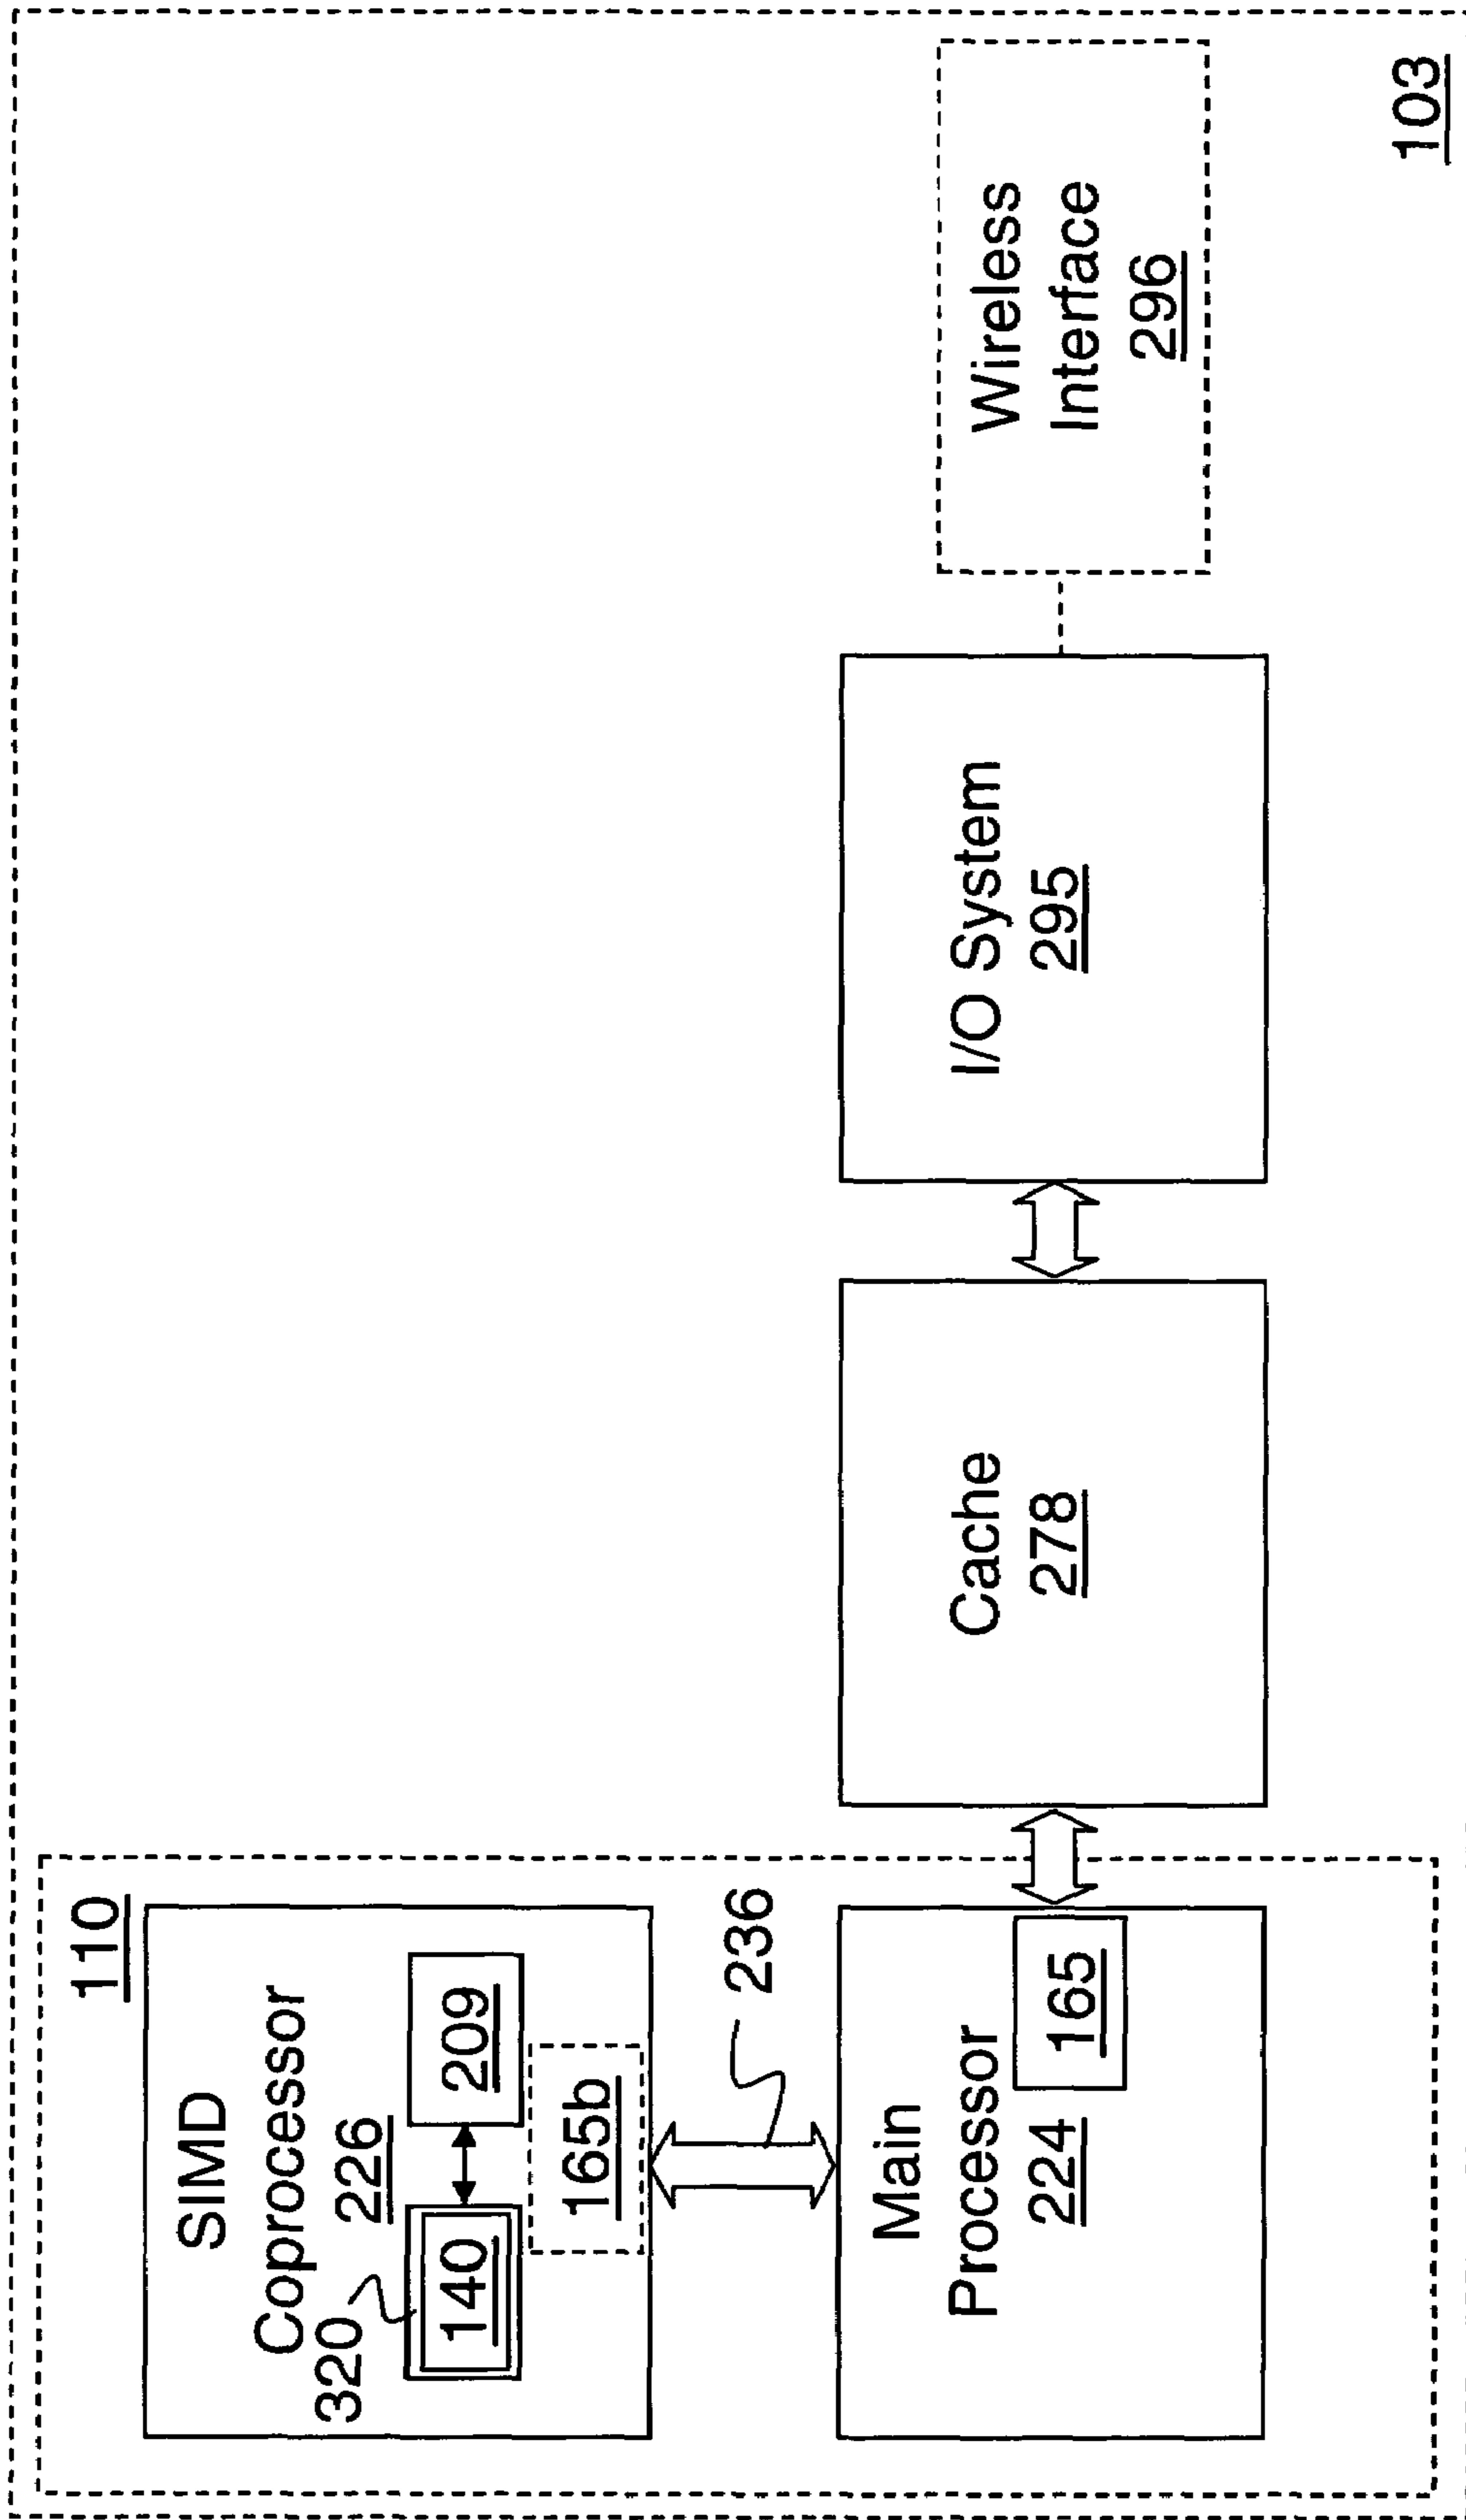 110
SIMD
Coprocessor
226
320
140
209
165b
236
Main
Processor
224
165
Cache
278
I/O System
295
Wireless
Interface
296
103